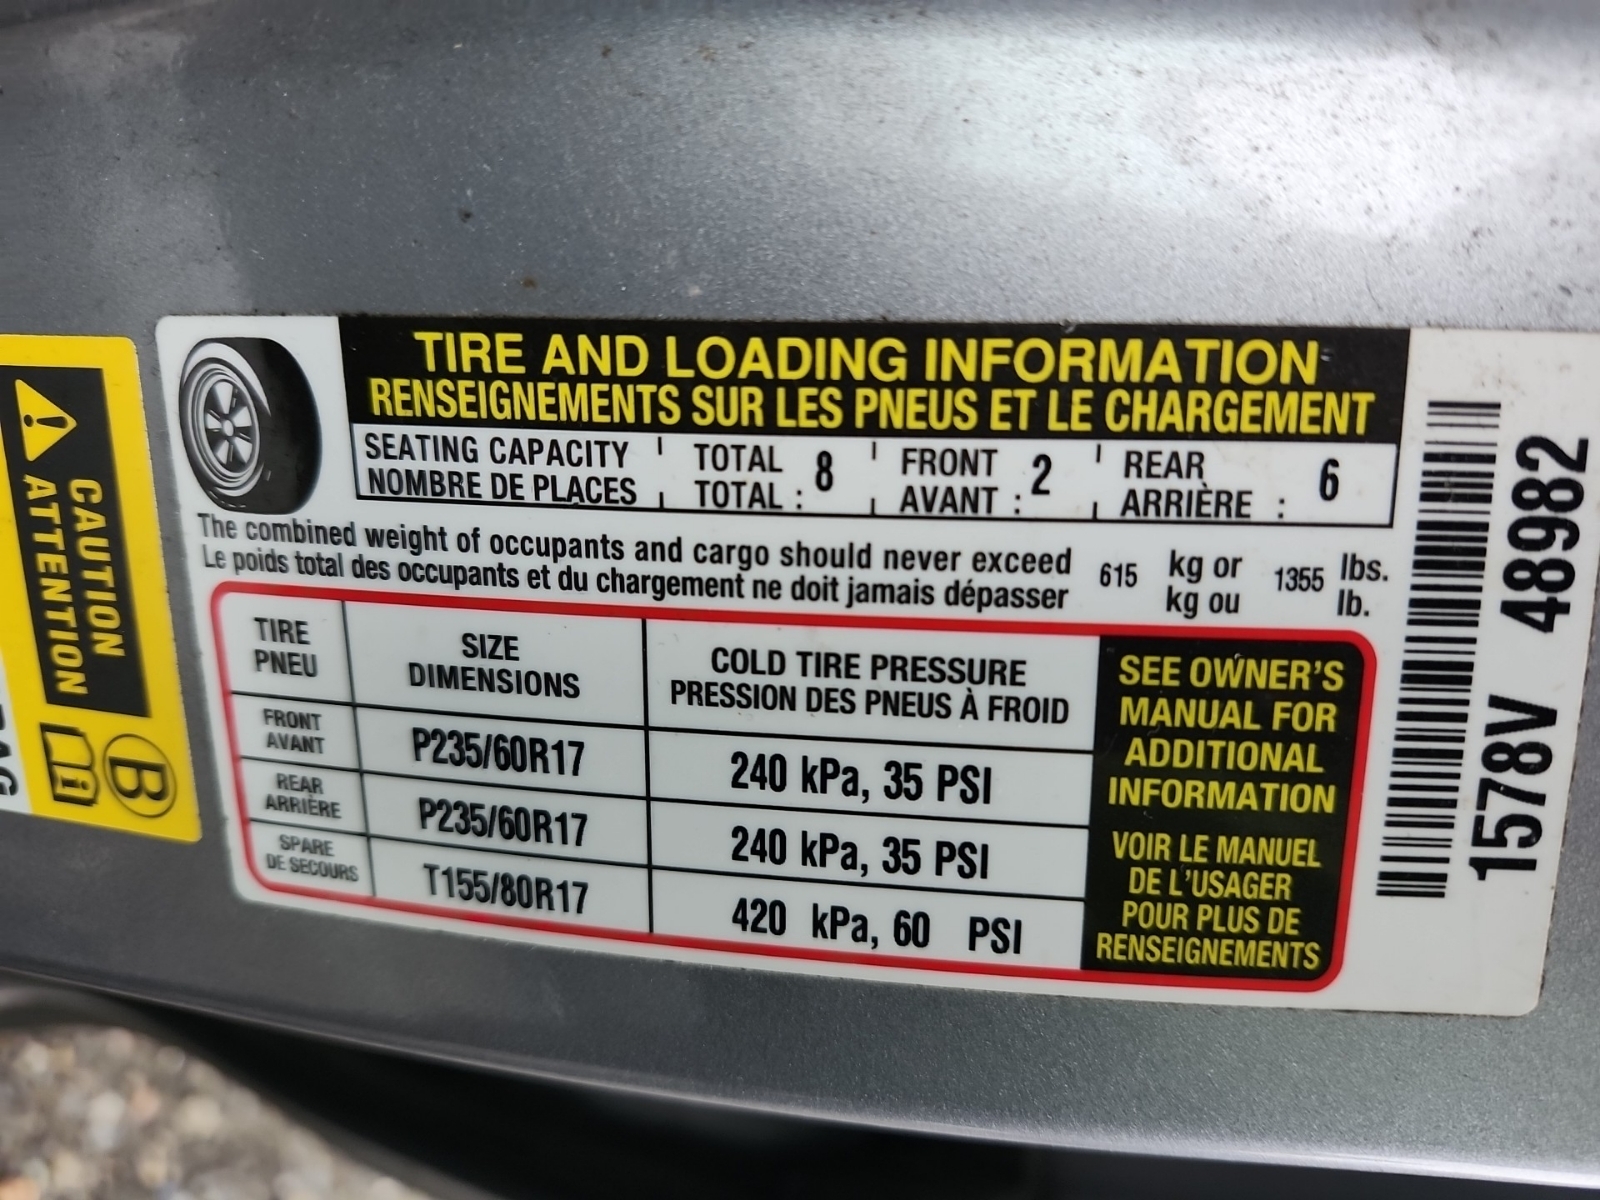 TIRE AND LOADING INFORMATION
RENSEIGNEMENTS SUR LES PNEUS ET LE CHARGEMENT
SEATING CAPACITY TOTAL 8 FRONT 2 REAR 6
NOMBRE DE PLACES TOTAL : AVANT : ARRIÈRE :
The combined weight of occupants and cargo should never exceed 615 kg or 1355 lbs.
Le poids total des occupants et du chargement ne doit jamais dépasser kg ou lb.
TIRE SIZE COLD TIRE PRESSURE
PNEU DIMENSIONS PRESSION DES PNEUS À FROID
FRONT
AVANT P235/60R17 240 kPa, 35 PSI
REAR
ARRIÈRE P235/60R17 240 kPa, 35 PSI
SPARE
DE SECOURS T155/80R17 420 kPa, 60 PSI
SEE OWNER'S
MANUAL FOR
ADDITIONAL
INFORMATION
VOIR LE MANUEL
DE L'USAGER
POUR PLUS DE
RENSEIGNEMENTS
1578V 48982
CAUTION
ATTENTION
B
i